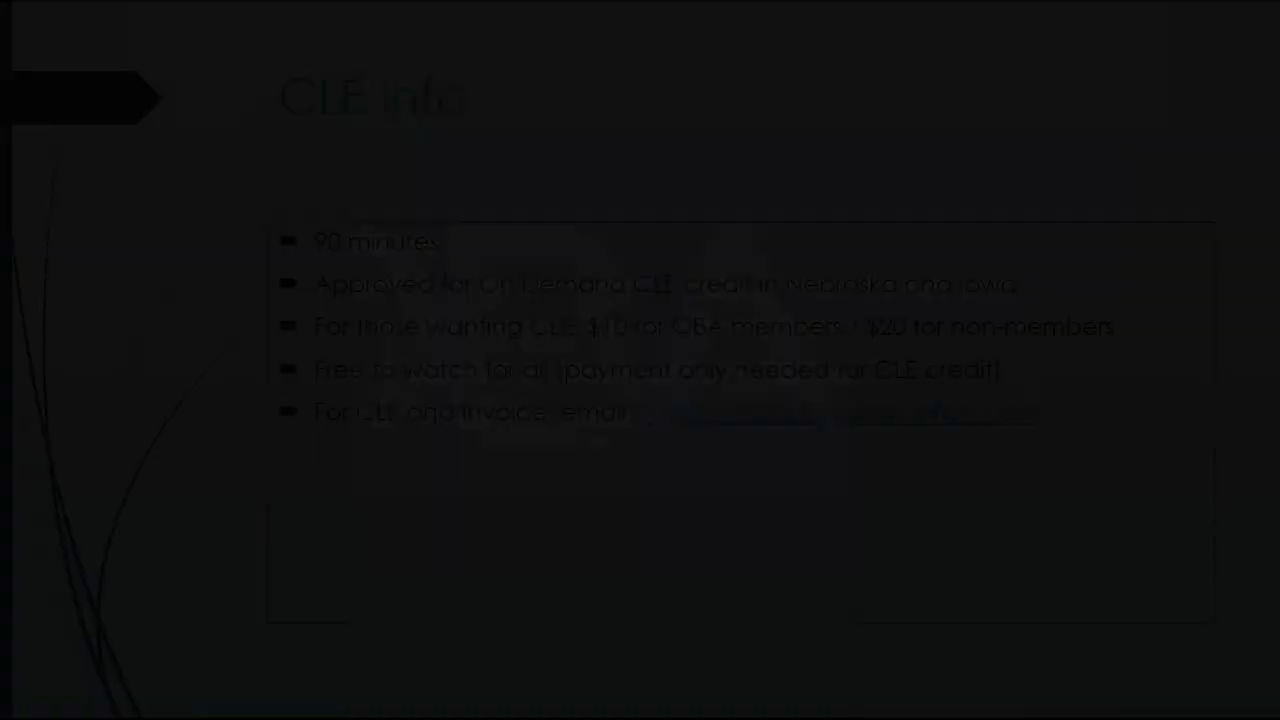 CLE info
90 minutes
Approved for On Demand CLE credit in Nebraska and Iowa
For those wanting CLE $10 for OBA members / $20 for non-members
Free to watch for all (payment only needed for CLE credit)
For CLE and invoice, email